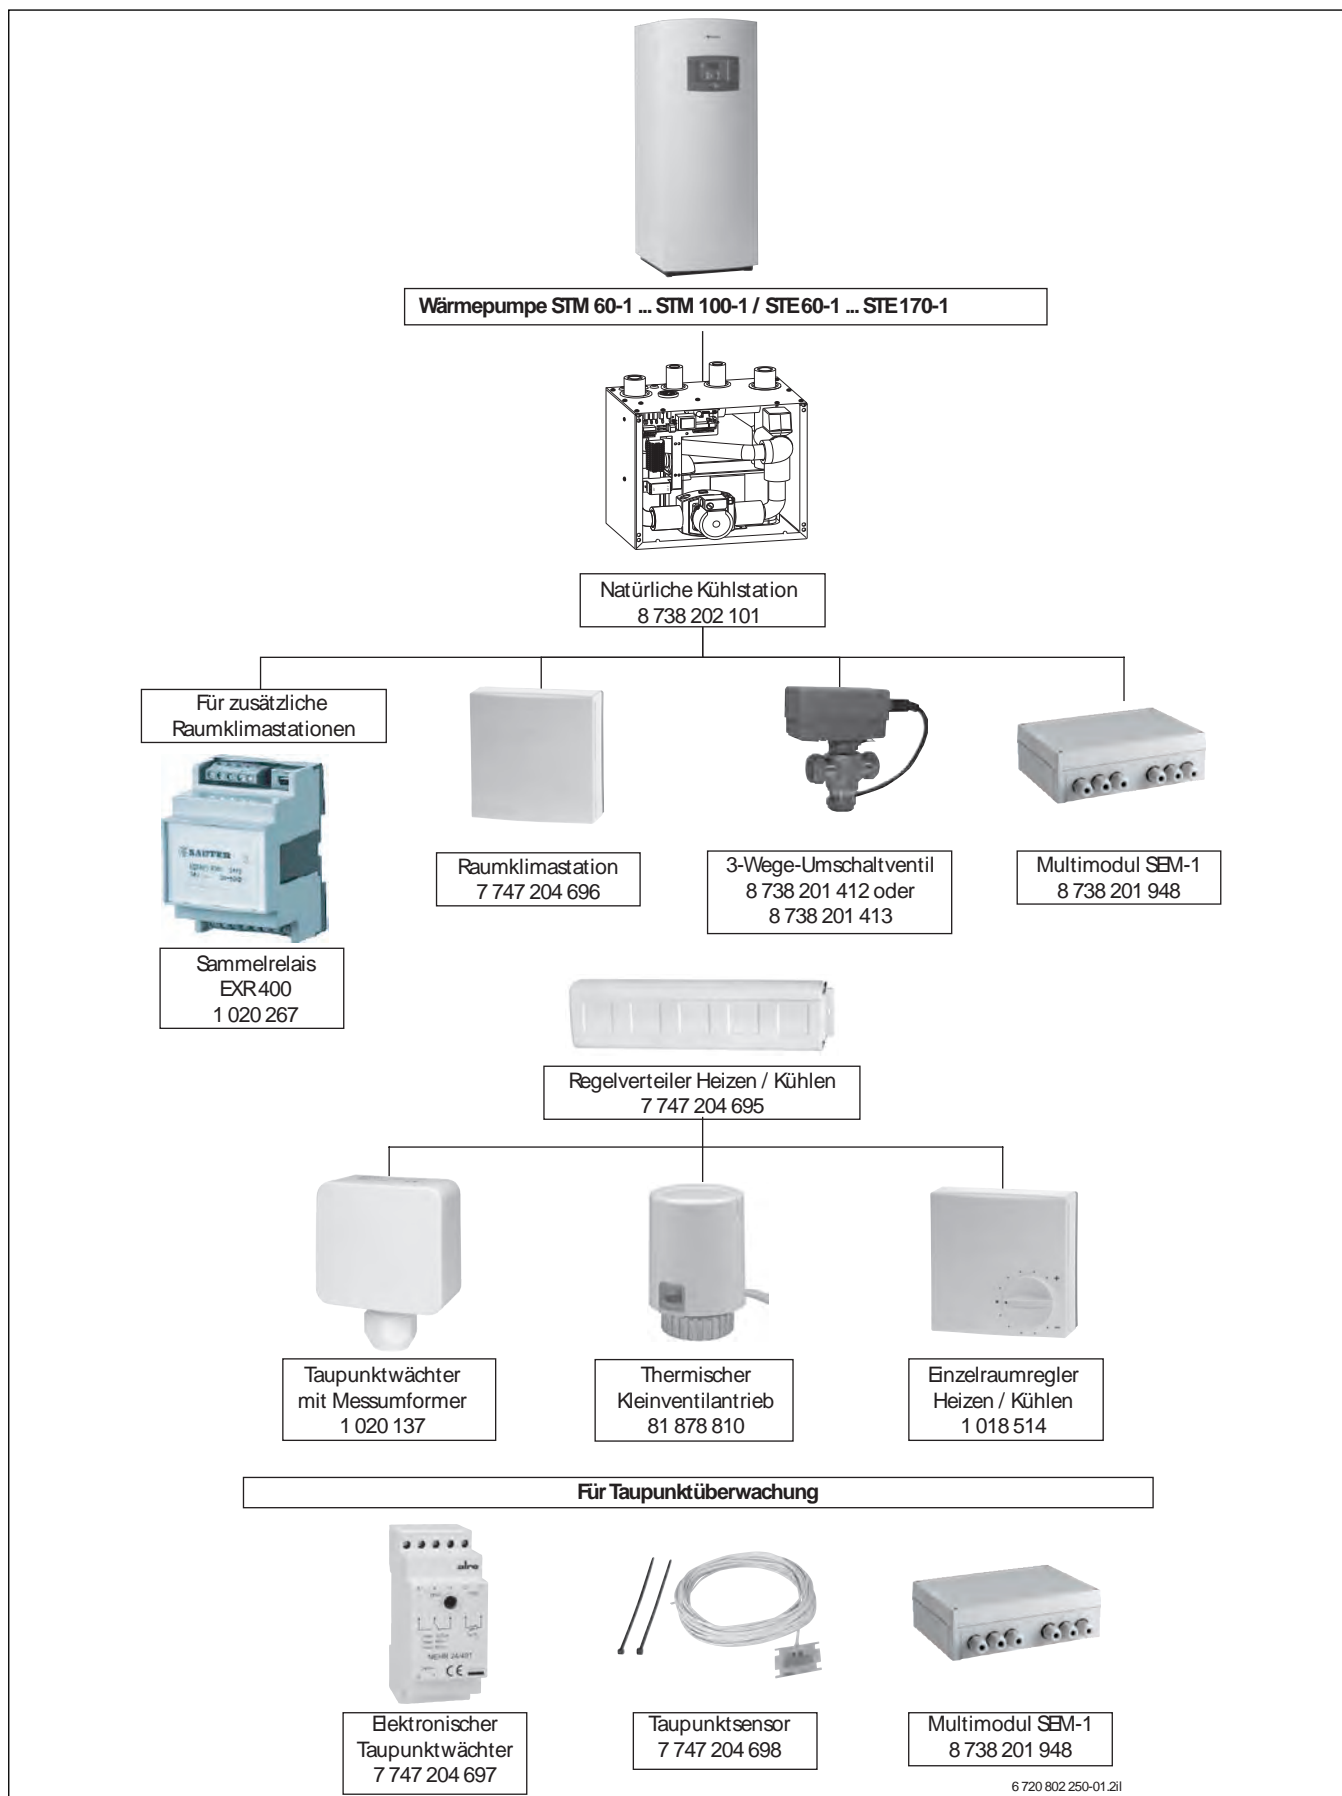 Wärmepumpe STM 60-1 ... STM 100-1 / STE 60-1 ... STE 170-1
Natürliche Kühlstation
8 738 202 101
Für zusätzliche
Raumklimastationen
SAUTER
Sammelrelais
EXR 400
1 020 267
Raumklimastation
7 747 204 696
3-Wege-Umschaltventil
8 738 201 412 oder
8 738 201 413
Multimodul SEM-1
8 738 201 948
Regelverteiler Heizen / Kühlen
7 747 204 695
Taupunktwächter
mit Messumformer
1 020 137
Thermischer
Kleinventilantrieb
81 878 810
Einzelraumregler
Heizen / Kühlen
1 018 514
Für Taupunktüberwachung
alre
CE
Elektronischer
Taupunktwächter
7 747 204 697
Taupunktsensor
7 747 204 698
Multimodul SEM-1
8 738 201 948
6 720 802 250-01.2il